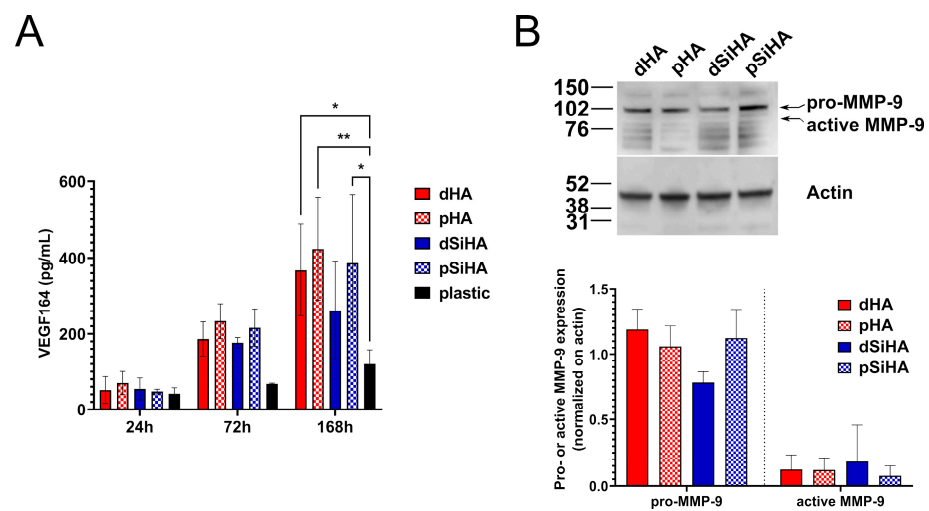 A
*
**
*
600
400
200
0
VEGF164 (pg/mL)
24h
72h
168h
dHA
pHA
dSiHA
pSiHA
plastic
B
dHA
pHA
dSiHA
pSiHA
150
102
76
pro-MMP-9
active MMP-9
52
38
31
Actin
Pro- or active MMP-9 expression
(normalized on actin)
1.5
1.0
0.5
0.0
pro-MMP-9
active MMP-9
dHA
pHA
dSiHA
pSiHA